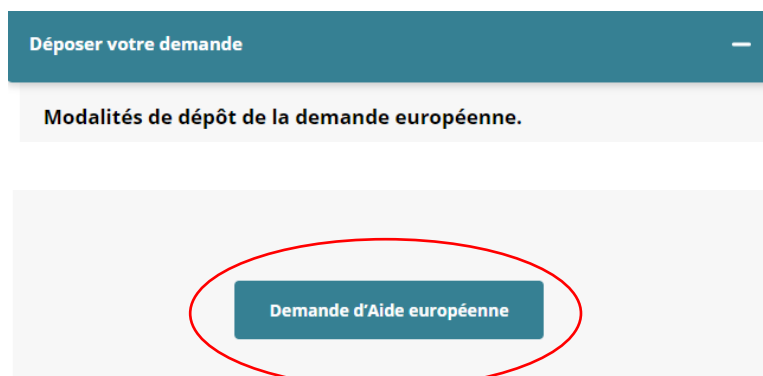 Déposer votre demande
Modalités de dépôt de la demande européenne.
Demande d'Aide européenne